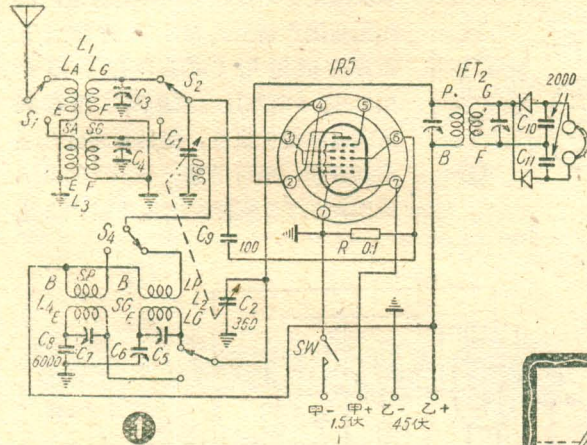 1R5
IFT₂
2000
L₁
LA
LG
S₂
P.
G
C₃
C₁
360
C₁₀
C₁₁
E
F
S₁
SA
SG
C₄
B
F
E
F
L₃
4
5
3
6
2
7
1
S₄
C₉
100
R
0.1
B
SP
B
LP
L₂
L₄
E
SG
E
LG
C₂
360
C₈
6000
C₇
C₆
C₅
SW
甲-
甲+
乙-
乙+
1.5伏
45伏
1